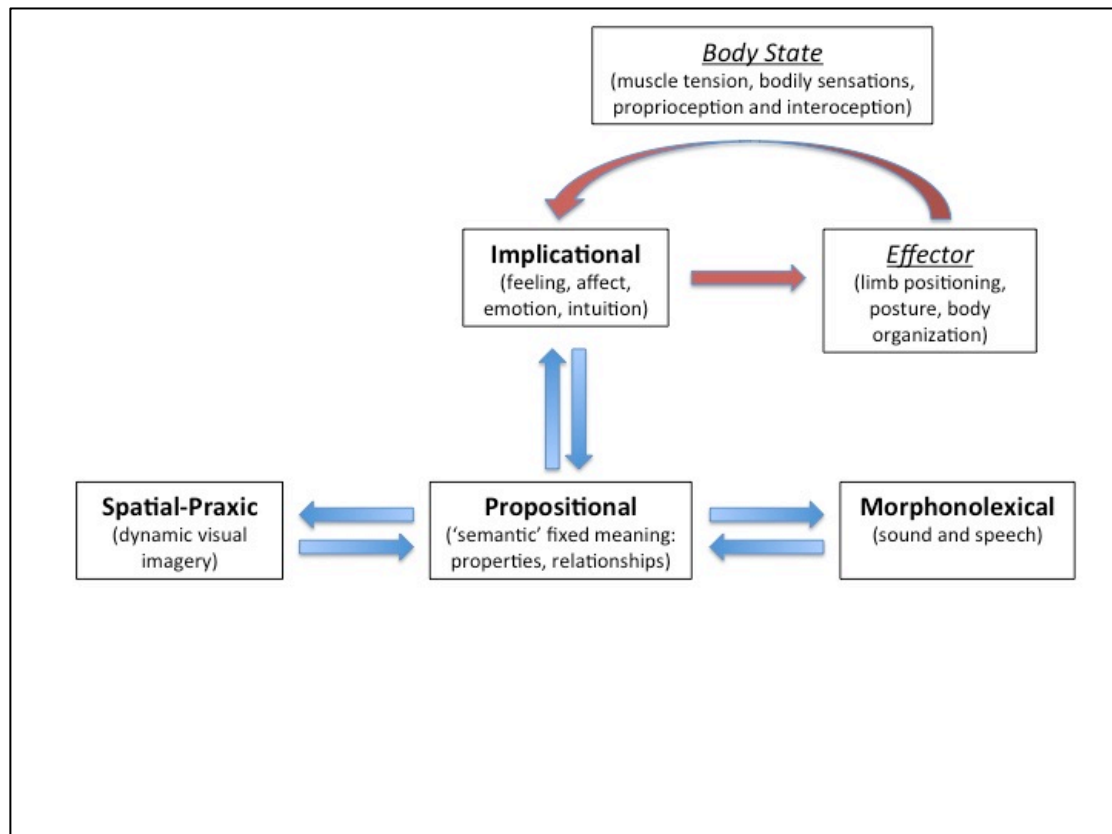 Body State
(muscle tension, bodily sensations,
proprioception and interoception)
Implicational
(feeling, affect,
emotion, intuition)
Effector
(limb positioning,
posture, body
organization)
Spatial-Praxic
(dynamic visual
imagery)
Propositional
(‘semantic’ fixed meaning:
properties, relationships)
Morphonolexical
(sound and speech)